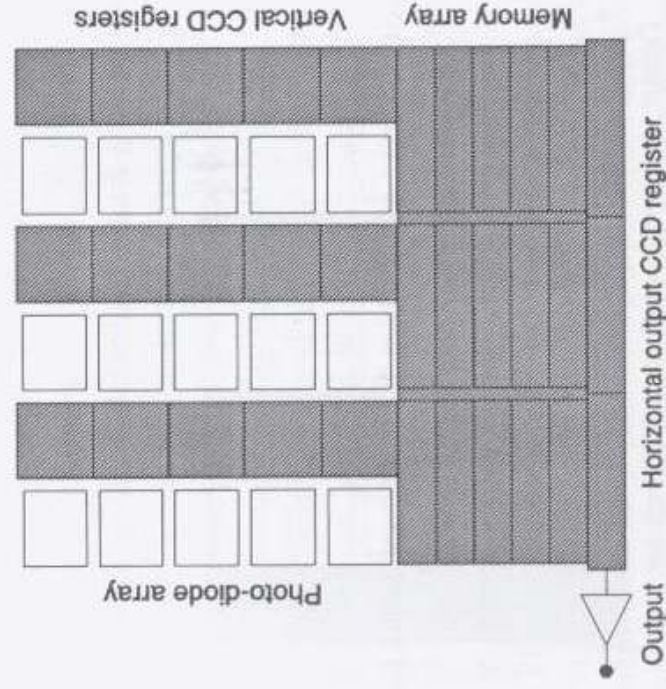 Vertical CCD registers
Memory array
Photo-diode array
Horizontal output CCD register
Output